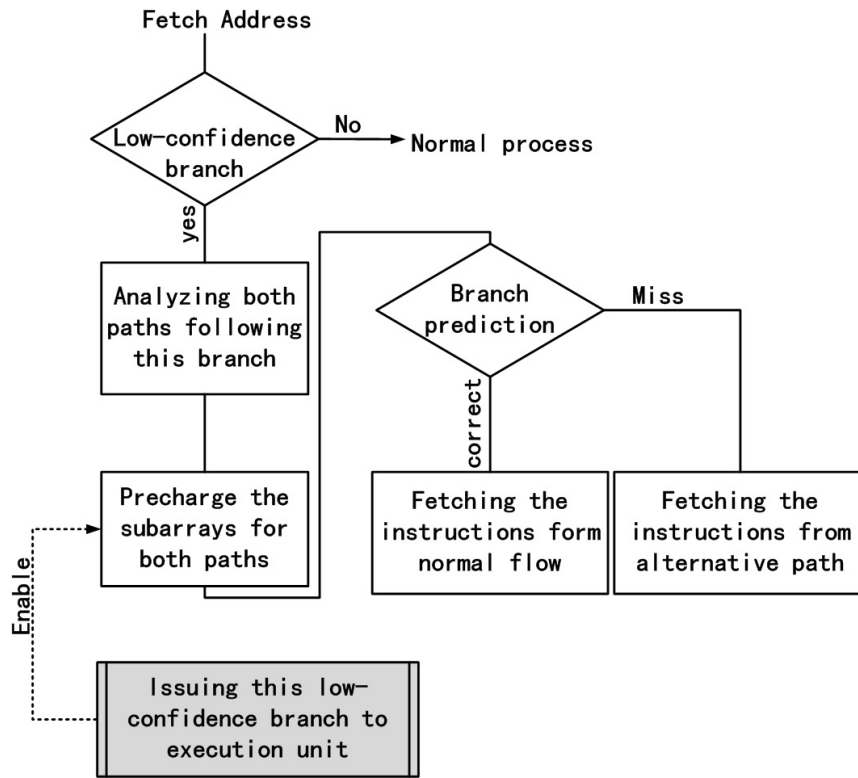 Fetch Address
Low-confidence
branch
No
Normal process
yes
Analyzing both
paths following
this branch
Precharge the
subarrays for
both paths
Enable
Issuing this low-
confidence branch to
execution unit
Branch
prediction
Miss
correct
Fetching the
instructions form
normal flow
Fetching the
instructions from
alternative path